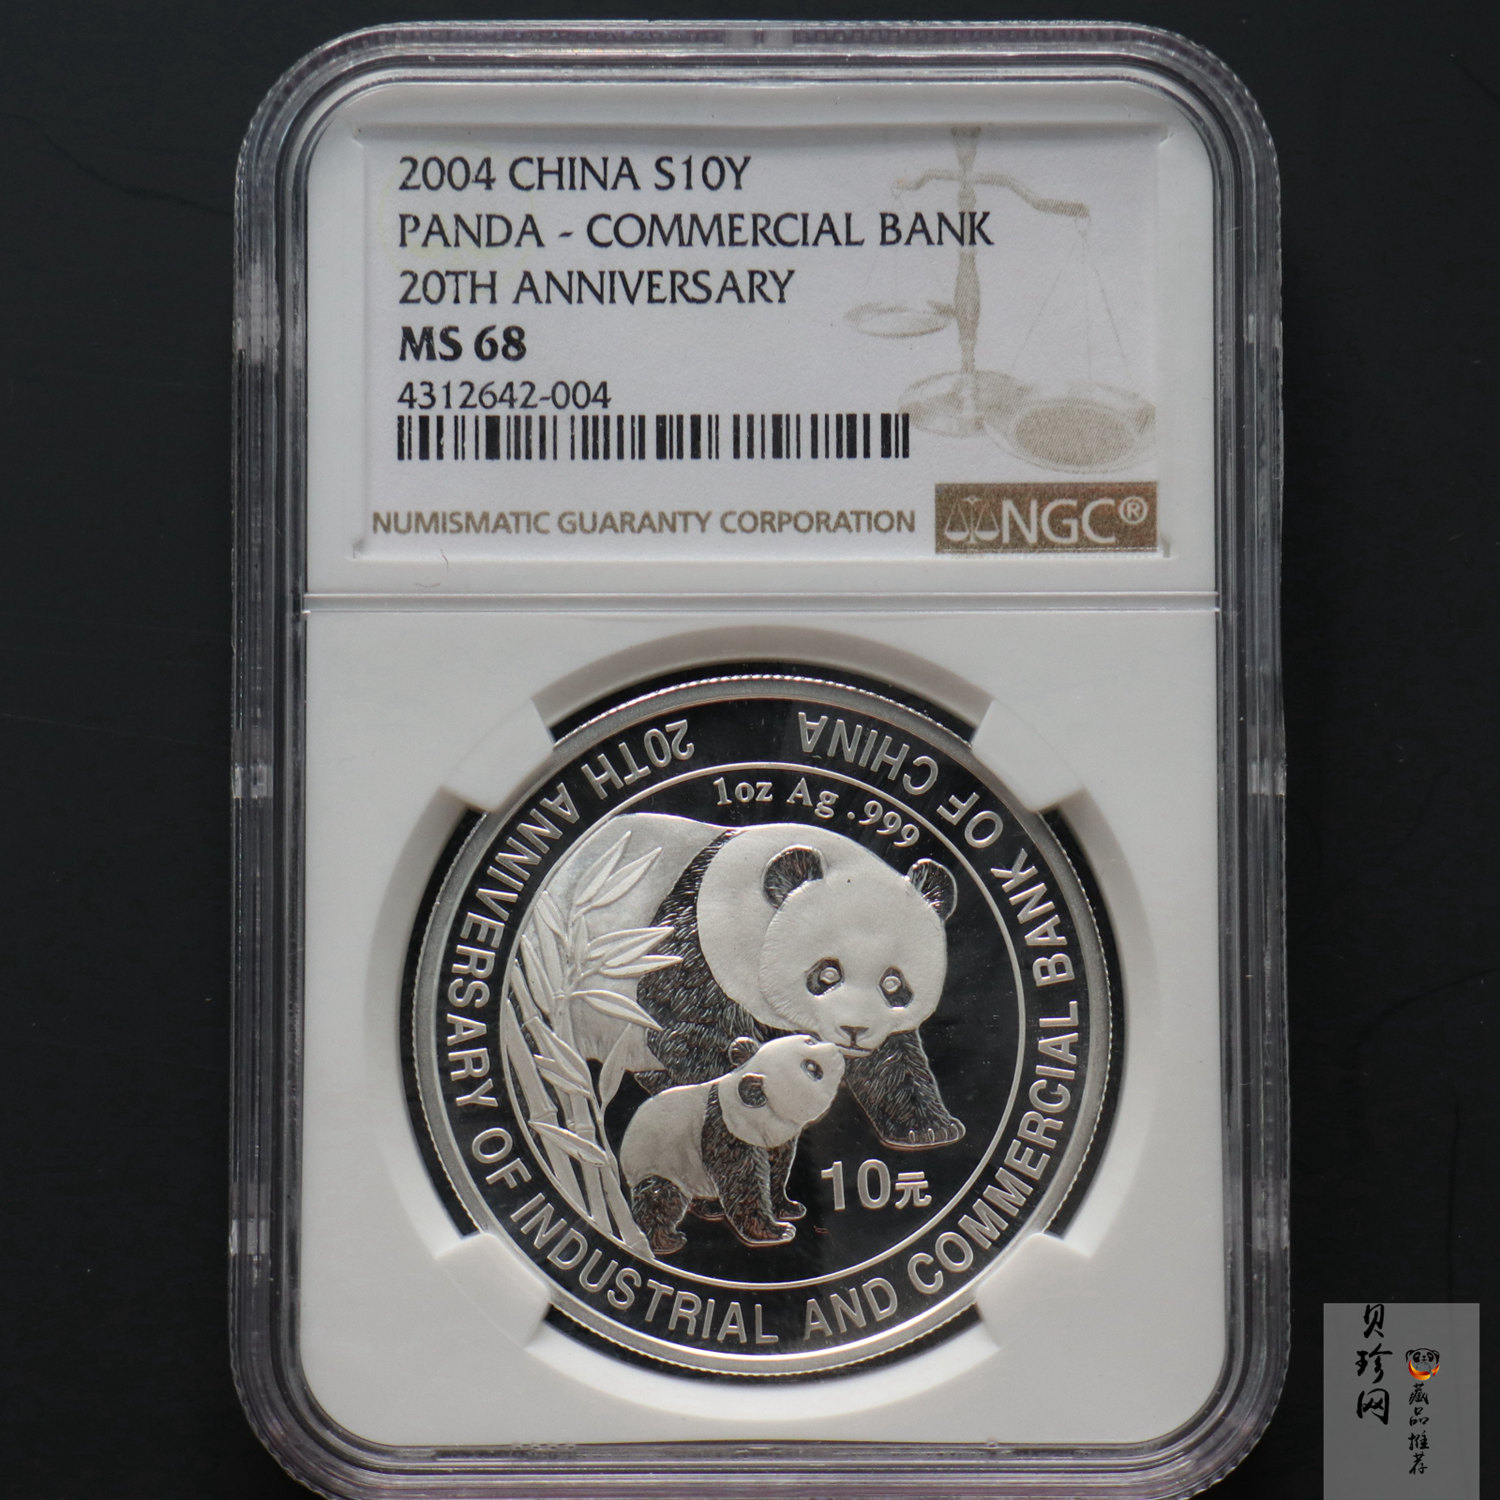 2004 CHINA S10Y
PANDA - COMMERCIAL BANK
20TH ANNIVERSARY
MS 68
4312642-004
NUMISMATIC GUARANTY CORPORATION
NGC®
20TH ANNIVERSARY OF INDUSTRIAL AND COMMERCIAL BANK OF CHINA
1oz Ag .999
10元
贝珍网
藏品推荐